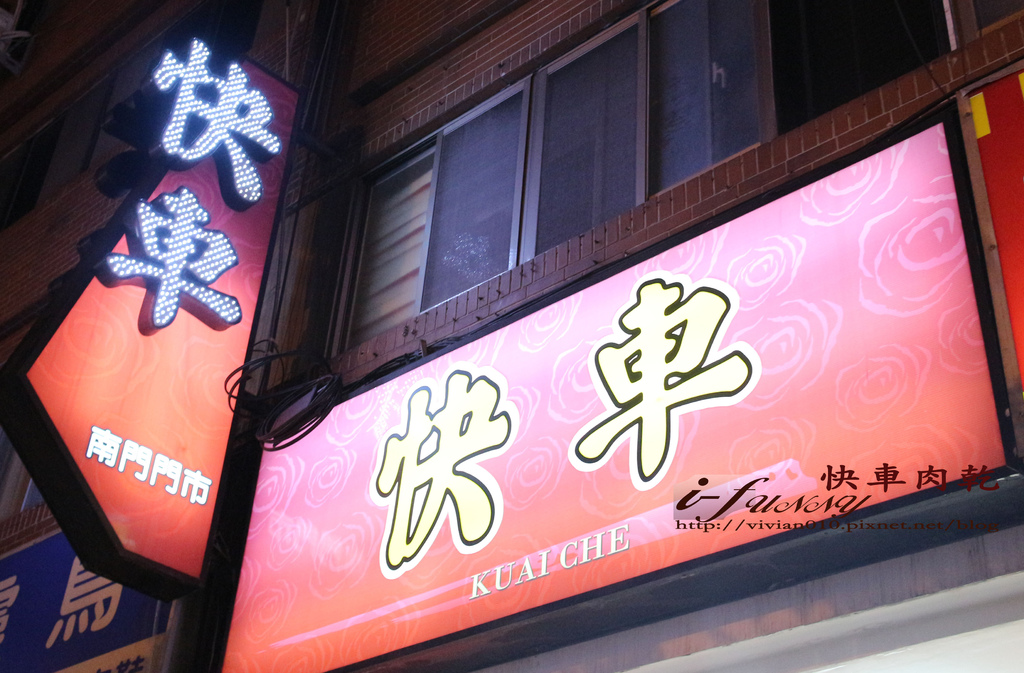 快車
南門門市
快車
KUAI CHE
i-funny 快車肉乾
http://vivian010.pixnet.net/blog
鳥